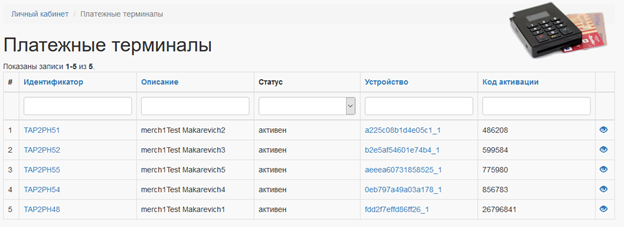 Личный кабинет / Платежные терминалы
Платежные терминалы
Показаны записи 1-5 из 5.
# Идентификатор Описание Статус Устройство Код активации
1 TAP2PH51 merch1Test Makarevich2 активен a225c08b1d4e05c1_1 486208
2 TAP2PH52 merch1Test Makarevich3 активен b2e5af54601e74b4_1 599584
3 TAP2PH55 merch1Test Makarevich5 активен aeeea60731858525_1 775980
4 TAP2PH54 merch1Test Makarevich4 активен 0eb797a49a03a178_1 856783
5 TAP2PH48 merch1Test Makarevich1 активен fdd2f7effd86ff26_1 26796841